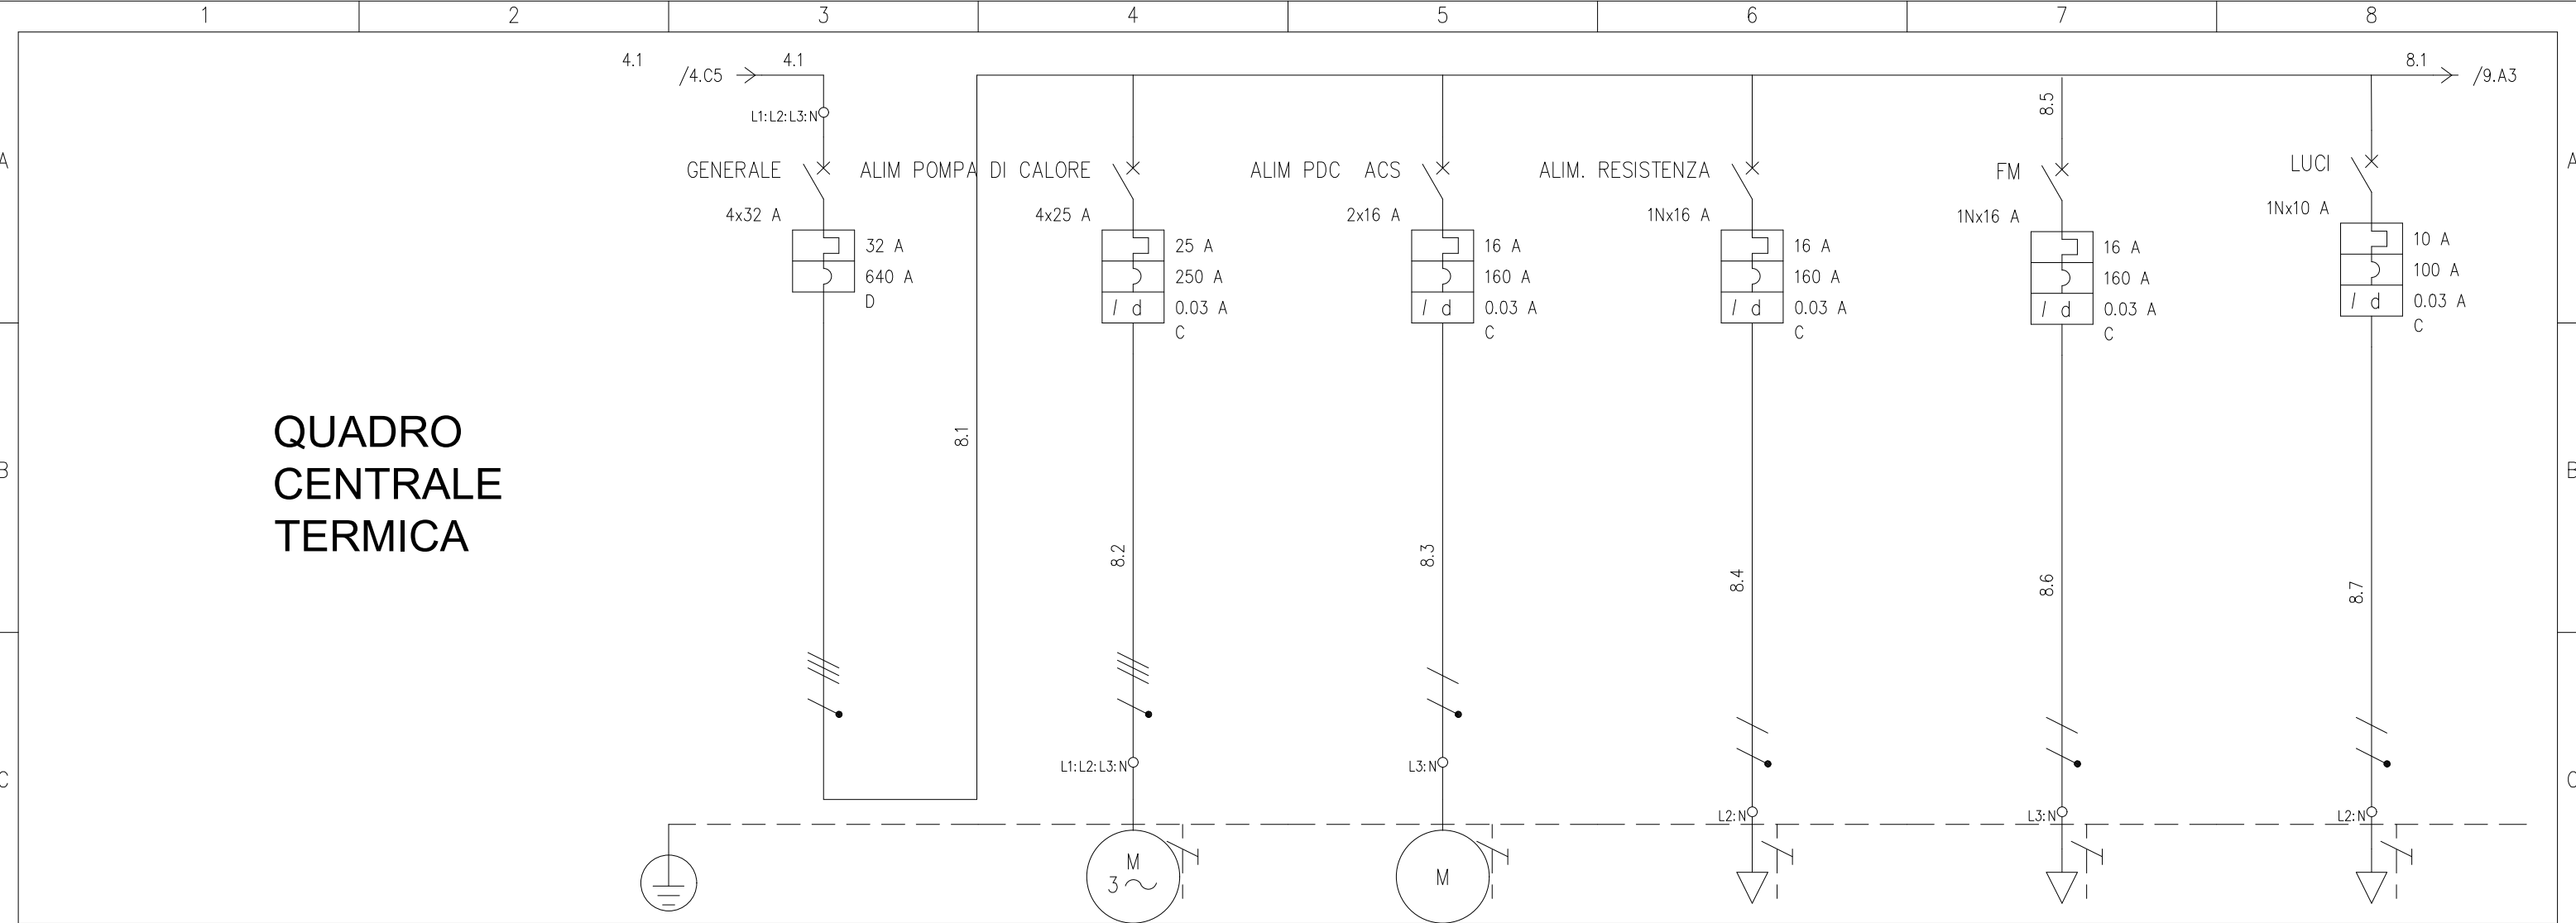 1 2 3 4 5 6 7 8
4.1 /4.C5 4.1 8.1 /9.A3
8.5
L1:L2:L3:N
A A
GENERALE ALIM POMPA DI CALORE ALIM PDC ACS ALIM. RESISTENZA FM LUCI
4x32 A 4x25 A 2x16 A 1Nx16 A 1Nx16 A 1Nx10 A
32 A 25 A 16 A 16 A 16 A 10 A
640 A 250 A 160 A 160 A 160 A 100 A
D I d 0.03 A I d 0.03 A I d 0.03 A I d 0.03 A I d 0.03 A
C C C C C
QUADRO
CENTRALE
TERMICA
8.1
B B
8.2 8.3 8.4 8.6 8.7
L1:L2:L3:N L3:N
C C
L2:N L3:N L2:N
M M
3